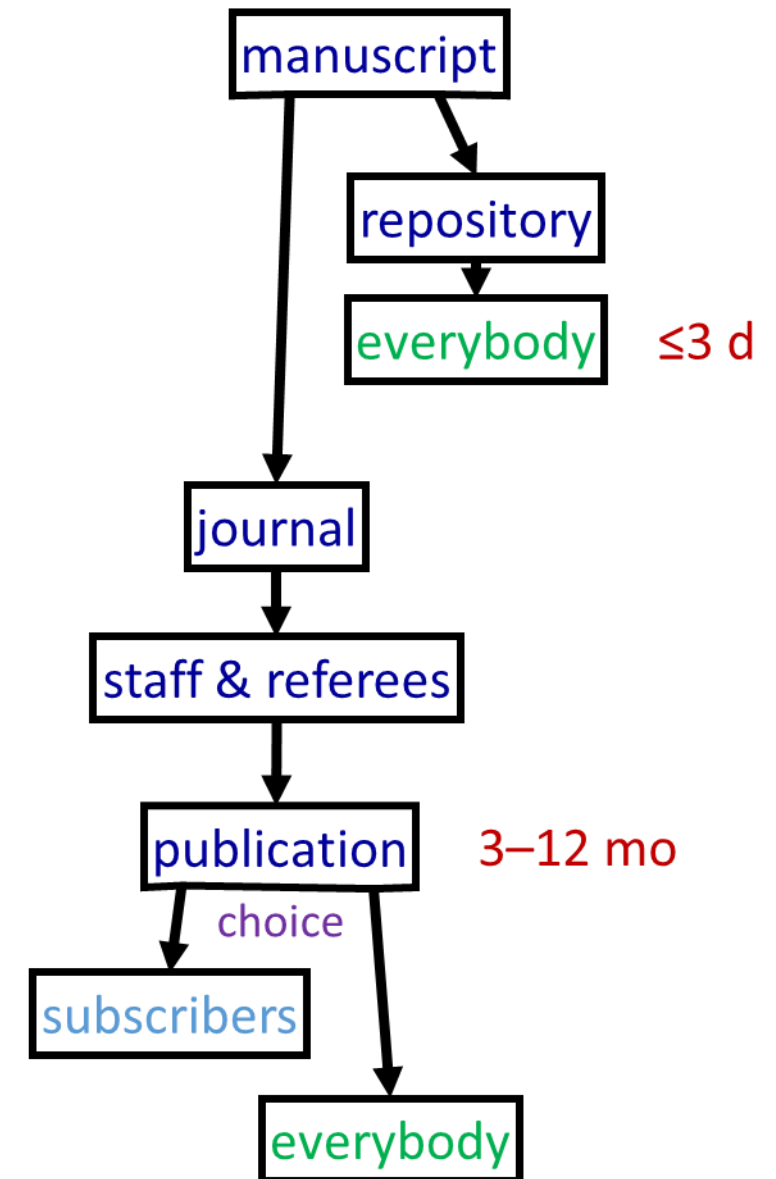 manuscript
repository
everybody ≤3 d
journal
staff & referees
publication 3–12 mo
choice
subscribers
everybody